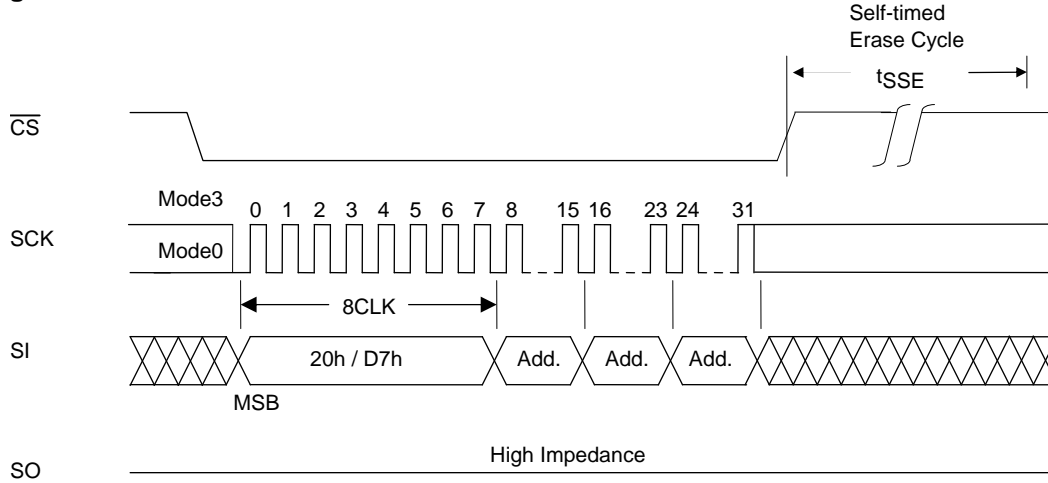 Self-timed
Erase Cycle
tSSE
CS
Mode3
0 1 2 3 4 5 6 7 8 15 16 23 24 31
SCK
Mode0
8CLK
SI
20h / D7h Add. Add. Add.
MSB
High Impedance
SO